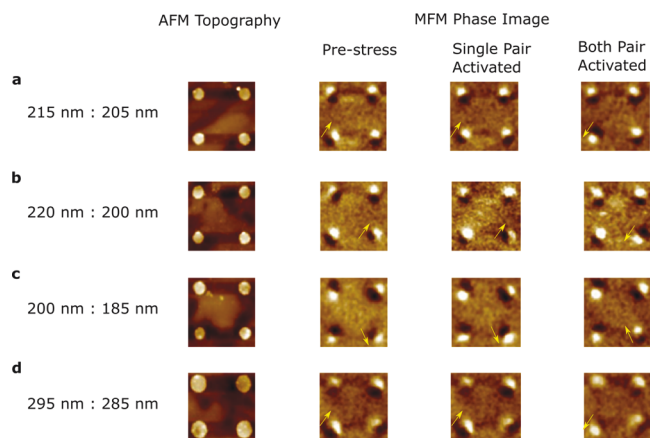 AFM Topography
MFM Phase Image
Pre-stress
Single Pair
Activated
Both Pair
Activated
a
215 nm : 205 nm
b
220 nm : 200 nm
c
200 nm : 185 nm
d
295 nm : 285 nm